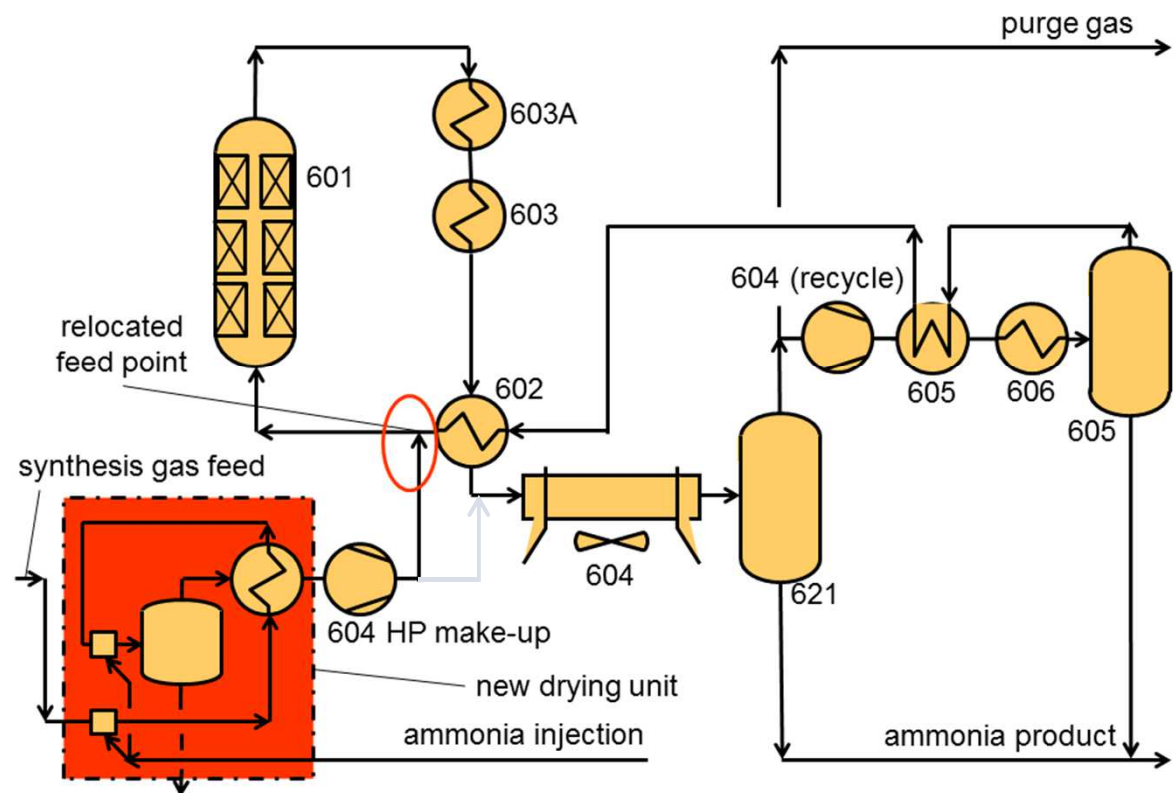 purge gas
603A
601
603
604 (recycle)
relocated
feed point
602
605
606
605
synthesis gas feed
604
621
604 HP make-up
new drying unit
ammonia injection
ammonia product